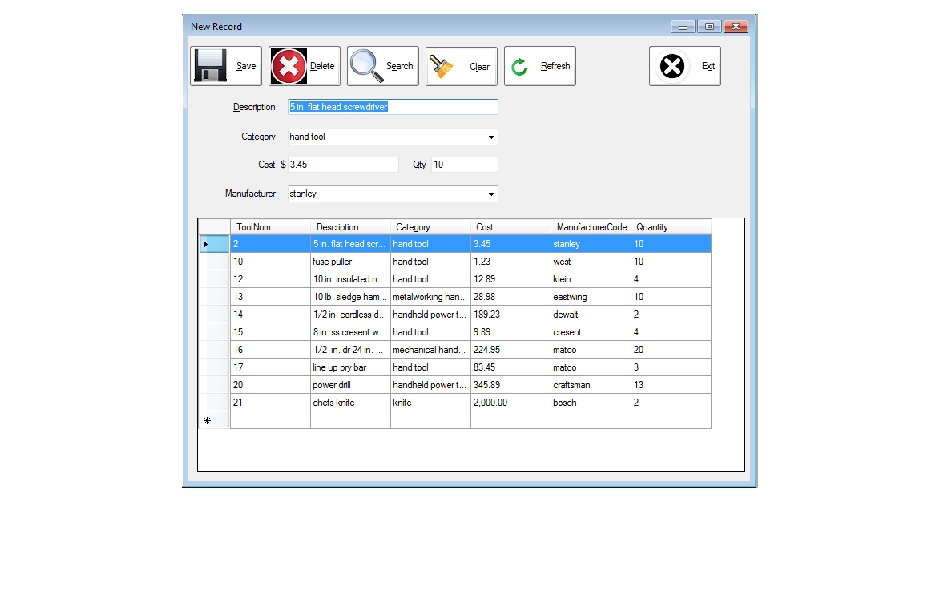 New Record
Save Delete Search Clear Refresh Exit
Description 5 in. flat head screwdriver
Category hand tool
Cost $ 3.45 Qty 10
Manufacturer stanley
ToolNum Description Category Cost ManufacturerCode Quantity
2 5 in. flat head scr... hand tool 3.45 stanley 10
10 fuse puller hand tool 1.23 west 10
12 10 in. insulated n... hand tool 12.89 klein 4
13 10 lb. sledge ham... metalworking han... 28.98 eastwing 10
14 1/2 in. cordless d... handheld power t... 189.23 dewalt 2
15 8 in. ss cresent w... hand tool 9.89 cresent 4
16 1/2 in. dr 24 in. ... mechanical hand... 224.95 matco 20
17 line up pry bar hand tool 83.45 matco 3
20 power drill handheld power t... 345.89 craftsman 13
21 chefs knife knife 2,000.00 bosch 2